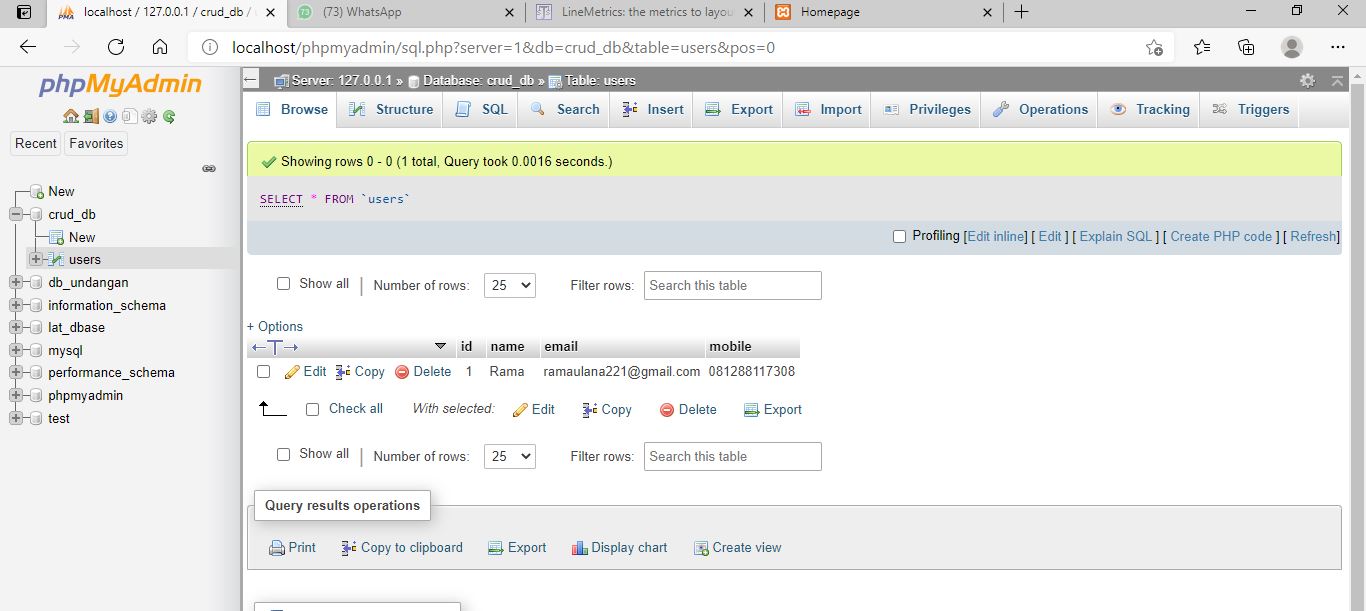 localhost / 127.0.0.1 / crud_db /
(73) WhatsApp
LineMetrics: the metrics to layou
Homepage
localhost/phpmyadmin/sql.php?server=1&db=crud_db&table=users&pos=0
phpMyAdmin
Recent Favorites
New
crud_db
New
users
db_undangan
information_schema
lat_dbase
mysql
performance_schema
phpmyadmin
test
Server: 127.0.0.1 » Database: crud_db » Table: users
Browse Structure SQL Search Insert Export Import Privileges Operations Tracking Triggers
Showing rows 0 - 0 (1 total, Query took 0.0016 seconds.)
SELECT * FROM `users`
Profiling [Edit inline] [ Edit ] [ Explain SQL ] [ Create PHP code ] [ Refresh]
Show all | Number of rows: 25 Filter rows: Search this table
+ Options
←T→ id name email mobile
Edit Copy Delete 1 Rama ramaulana221@gmail.com 081288117308
Check all With selected: Edit Copy Delete Export
Show all | Number of rows: 25 Filter rows: Search this table
Query results operations
Print Copy to clipboard Export Display chart Create view